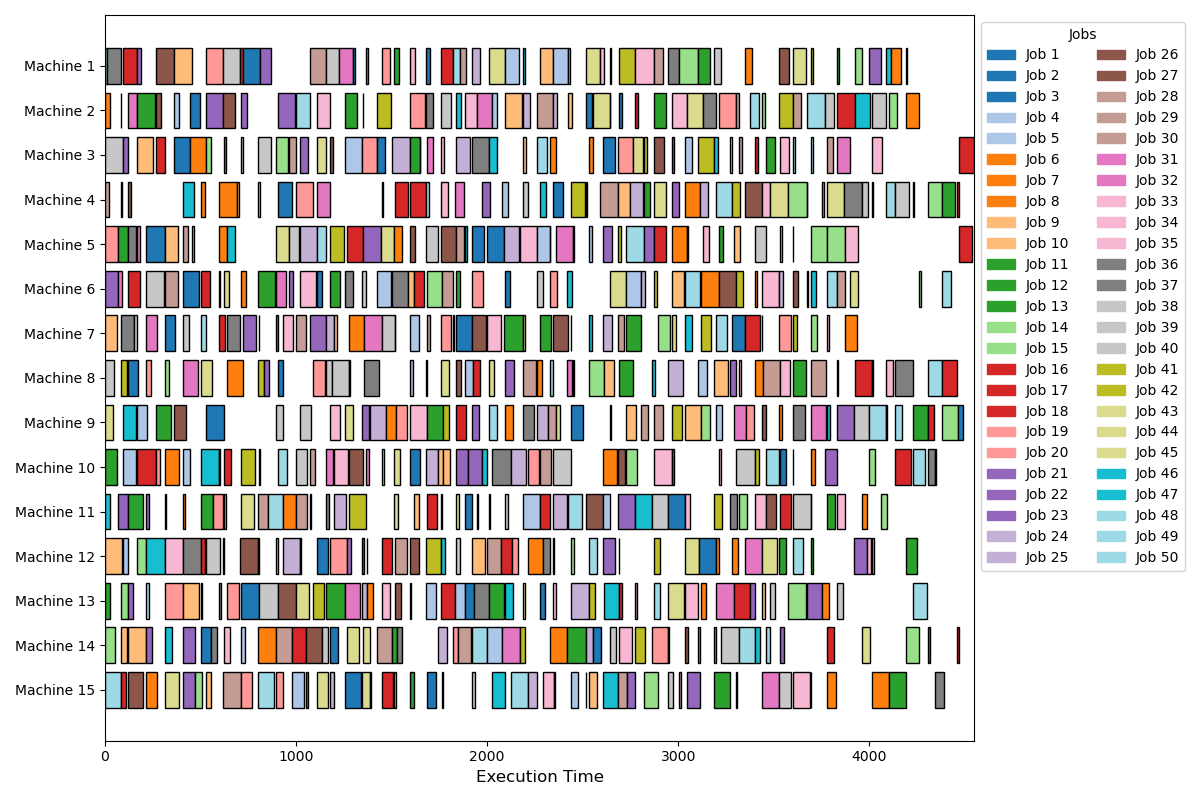 Machine 1
Machine 2
Machine 3
Machine 4
Machine 5
Machine 6
Machine 7
Machine 8
Machine 9
Machine 10
Machine 11
Machine 12
Machine 13
Machine 14
Machine 15
0 1000 2000 3000 4000
Execution Time
Jobs
Job 1 Job 26
Job 2 Job 27
Job 3 Job 28
Job 4 Job 29
Job 5 Job 30
Job 6 Job 31
Job 7 Job 32
Job 8 Job 33
Job 9 Job 34
Job 10 Job 35
Job 11 Job 36
Job 12 Job 37
Job 13 Job 38
Job 14 Job 39
Job 15 Job 40
Job 16 Job 41
Job 17 Job 42
Job 18 Job 43
Job 19 Job 44
Job 20 Job 45
Job 21 Job 46
Job 22 Job 47
Job 23 Job 48
Job 24 Job 49
Job 25 Job 50